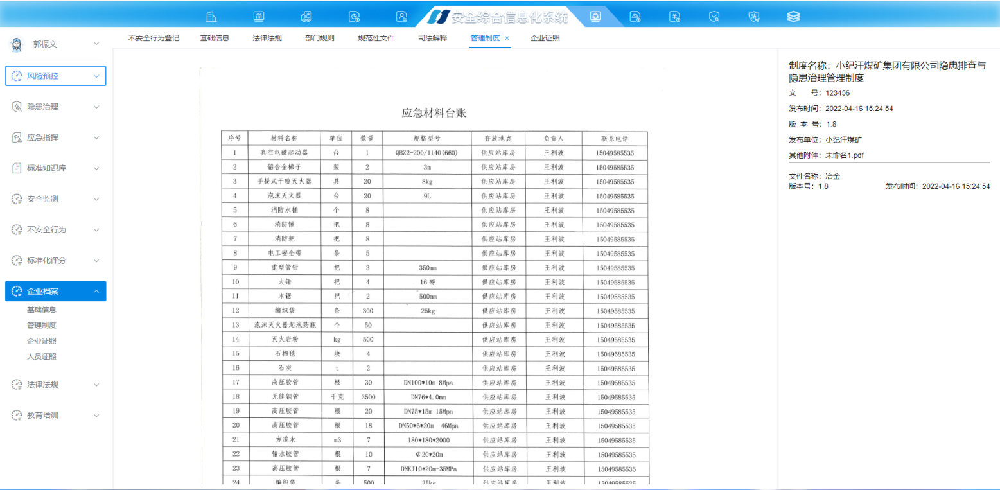 安全综合信息化系统
郭振文
不安全行为登记 基础信息 法律法规 部门规则 规范性文件 司法解释 管理制度 × 企业证照
风险预控
隐患治理
应急指挥
标准知识库
安全监测
不安全行为
标准化评分
企业档案
基础信息
管理制度
企业证照
人员证照
法律法规
教育培训
应急材料台账
序号 材料名称 单位 数量 规格型号 存放地点 负责人 联系电话
1 真空电磁起动器 台 1 QBZ2-200/1140(660) 供应站库房 王利波 15049585535
2 铝合金梯子 架 2 3m 供应站库房 王利波 15049585535
3 手提式干粉灭火器 具 20 8kg 供应站库房 王利波 15049585535
4 泡沫灭火器 台 20 9L 供应站库房 王利波 15049585535
5 消防水桶 个 8 供应站库房 王利波 15049585535
6 消防锹 把 8 供应站库房 王利波 15049585535
7 消防耙 把 8 供应站库房 王利波 15049585535
8 电工安全带 条 5 供应站库房 王利波 15049585535
9 重型管钳 把 3 350mm 供应站库房 王利波 15049585535
10 大锤 把 4 16磅 供应站库房 王利波 15049585535
11 木锯 把 2 500mm 供应站库房 王利波 15049585535
12 编织袋 条 300 25kg 供应站库房 王利波 15049585535
13 泡沫灭火器起泡药瓶 个 50 供应站库房 王利波 15049585535
14 灭火岩粉 kg 500 供应站库房 王利波 15049585535
15 石棉毯 块 4 供应站库房 王利波 15049585535
16 石灰 t 2 供应站库房 王利波 15049585535
17 高压胶管 根 30 DN100*10m 8Mpa 供应站库房 王利波 15049585535
18 无缝钢管 千克 3500 DN76*4.0mm 供应站库房 王利波 15049585535
19 高压胶管 根 20 DN75*15m 15Mpa 供应站库房 王利波 15049585535
20 高压胶管 根 18 DN50*6*20m 46Mpa 供应站库房 王利波 15049585535
21 方道木 m3 7 180*180*2000 供应站库房 王利波 15049585535
22 输水胶管 根 10 ₡20*20m 供应站库房 王利波 15049585535
23 高压胶管 根 7 DNKJ10*20m-35MPa 供应站库房 王利波 15049585535
24 编织袋 条 500 25kg 供应站库房 王利波 15049585535
制度名称：小纪汗煤矿集团有限公司隐患排查与
隐患治理管理制度
文 号：123456
发布时间：2022-04-16 15:24:54
版 本 号：1.8
发布单位：小纪汗煤矿
其他附件：未命名1.pdf
文件名称：冶金
版本号：1.8 发布时间：2022-04-16 15:24:54